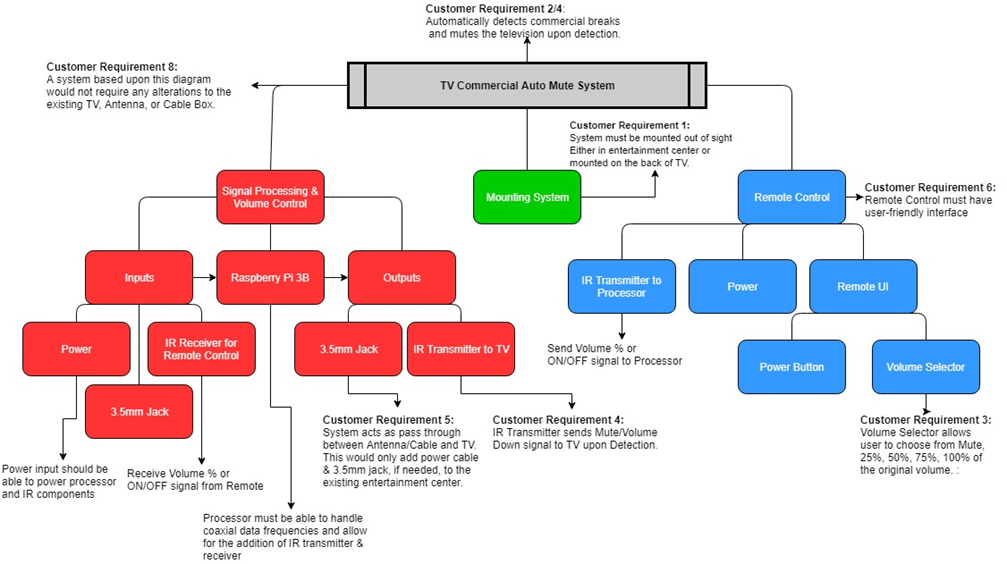 Customer Requirement 2/4:
Automatically detects commercial breaks
and mutes the television upon detection.
Customer Requirement 8:
A system based upon this diagram
would not require any alterations to the
existing TV, Antenna, or Cable Box.
TV Commercial Auto Mute System
Customer Requirement 1:
System must be mounted out of sight
Either in entertainment center or
mounted on the back of TV.
Signal Processing &
Volume Control
Mounting System
Remote Control
Customer Requirement 6:
Remote Control must have
user-friendly interface
Inputs
Raspberry Pi 3B
Outputs
IR Transmitter to
Processor
Power
Remote UI
Power
IR Receiver for
Remote Control
3.5mm Jack
IR Transmitter to TV
Send Volume % or
ON/OFF signal to Processor
Power Button
Volume Selector
3.5mm Jack
Customer Requirement 5:
System acts as pass through
between Antenna/Cable and TV.
This would only add power cable
& 3.5mm jack, if needed, to the
existing entertainment center.
Customer Requirement 4:
IR Transmitter sends Mute/Volume
Down signal to TV upon Detection.
Customer Requirement 3:
Volume Selector allows
user to choose from Mute,
25%, 50%, 75%, 100% of
the original volume. :
Power input should be
able to power processor
and IR components
Receive Volume % or
ON/OFF signal from Remote
Processor must be able to handle
coaxial data frequencies and allow
for the addition of IR transmitter &
receiver